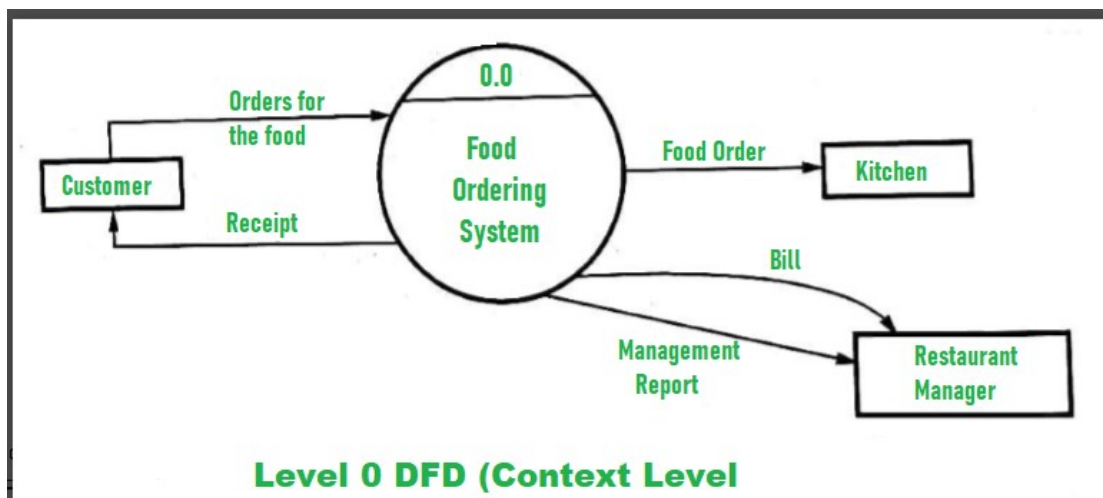 0.0
Orders for
the food
Food
Ordering
System
Customer
Food Order
Kitchen
Receipt
Bill
Management
Report
Restaurant
Manager
Level 0 DFD (Context Level